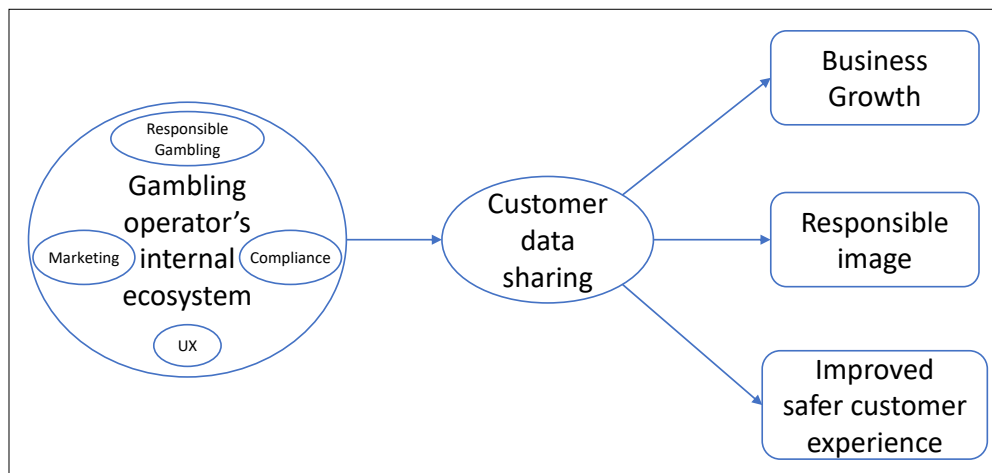 Responsible
Gambling
Gambling
operator's
internal
ecosystem
Marketing
Compliance
UX
Customer
data
sharing
Business
Growth
Responsible
image
Improved
safer customer
experience